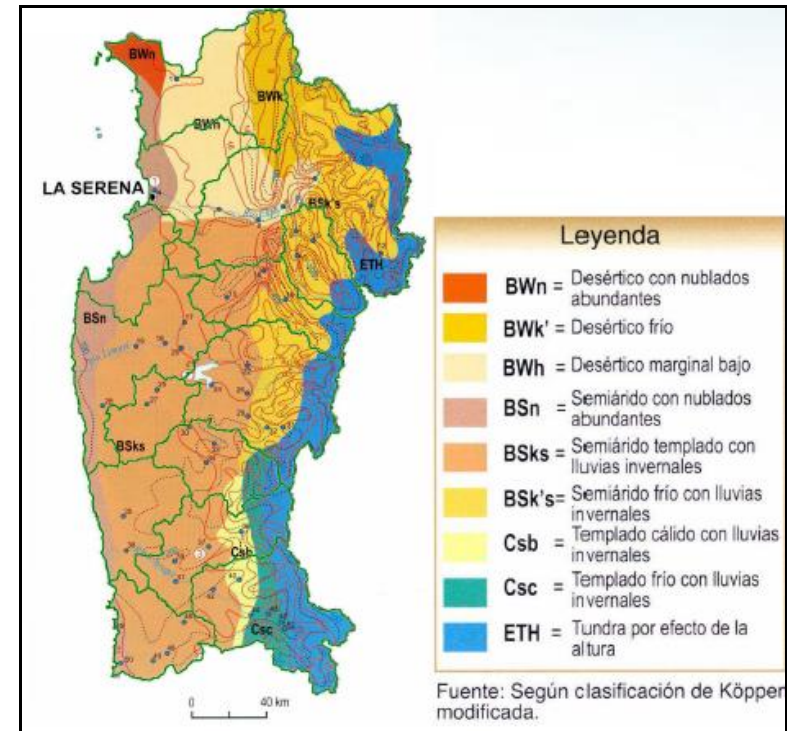 BWn
BWk
BWh
LA SERENA
BSk's
ETH
BSn
BSks
Csb
Csc
0 40 km
Leyenda
BWn = Desértico con nublados
abundantes
BWk' = Desértico frío
BWh = Desértico marginal bajo
BSn = Semiárido con nublados
abundantes
BSks = Semiárido templado con
lluvias invernales
BSk's= Semiárido frío con lluvias
invernales
Csb = Templado cálido con lluvias
invernales
Csc = Templado frío con lluvias
invernales
ETH = Tundra por efecto de la
altura
Fuente: Según clasificación de Köppen
modificada.